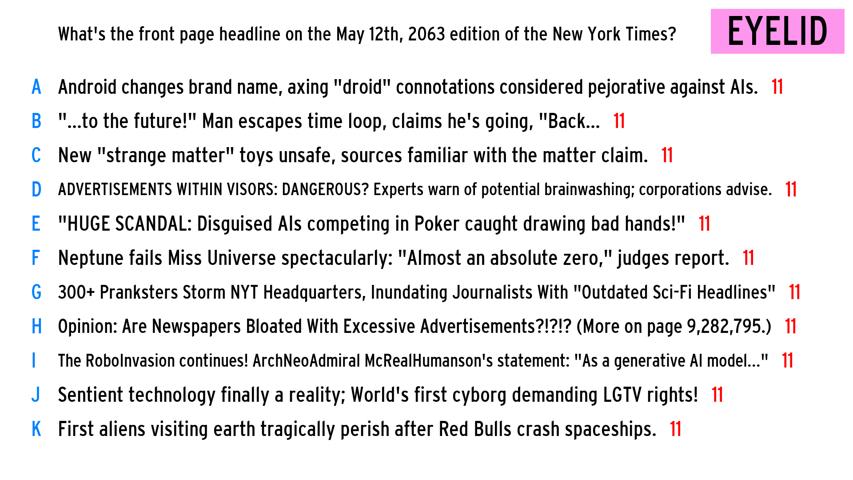 What's the front page headline on the May 12th, 2063 edition of the New York Times?
EYELID
A Android changes brand name, axing "droid" connotations considered pejorative against AIs. 11
B "...to the future!" Man escapes time loop, claims he's going, "Back... 11
C New "strange matter" toys unsafe, sources familiar with the matter claim. 11
D ADVERTISEMENTS WITHIN VISORS: DANGEROUS? Experts warn of potential brainwashing; corporations advise. 11
E "HUGE SCANDAL: Disguised AIs competing in Poker caught drawing bad hands!" 11
F Neptune fails Miss Universe spectacularly: "Almost an absolute zero," judges report. 11
G 300+ Pranksters Storm NYT Headquarters, Inundating Journalists With "Outdated Sci-Fi Headlines" 11
H Opinion: Are Newspapers Bloated With Excessive Advertisements?!?!? (More on page 9,282,795.) 11
I The RoboInvasion continues! ArchNeoAdmiral McRealHumanson's statement: "As a generative AI model..." 11
J Sentient technology finally a reality; World's first cyborg demanding LGTV rights! 11
K First aliens visiting earth tragically perish after Red Bulls crash spaceships. 11